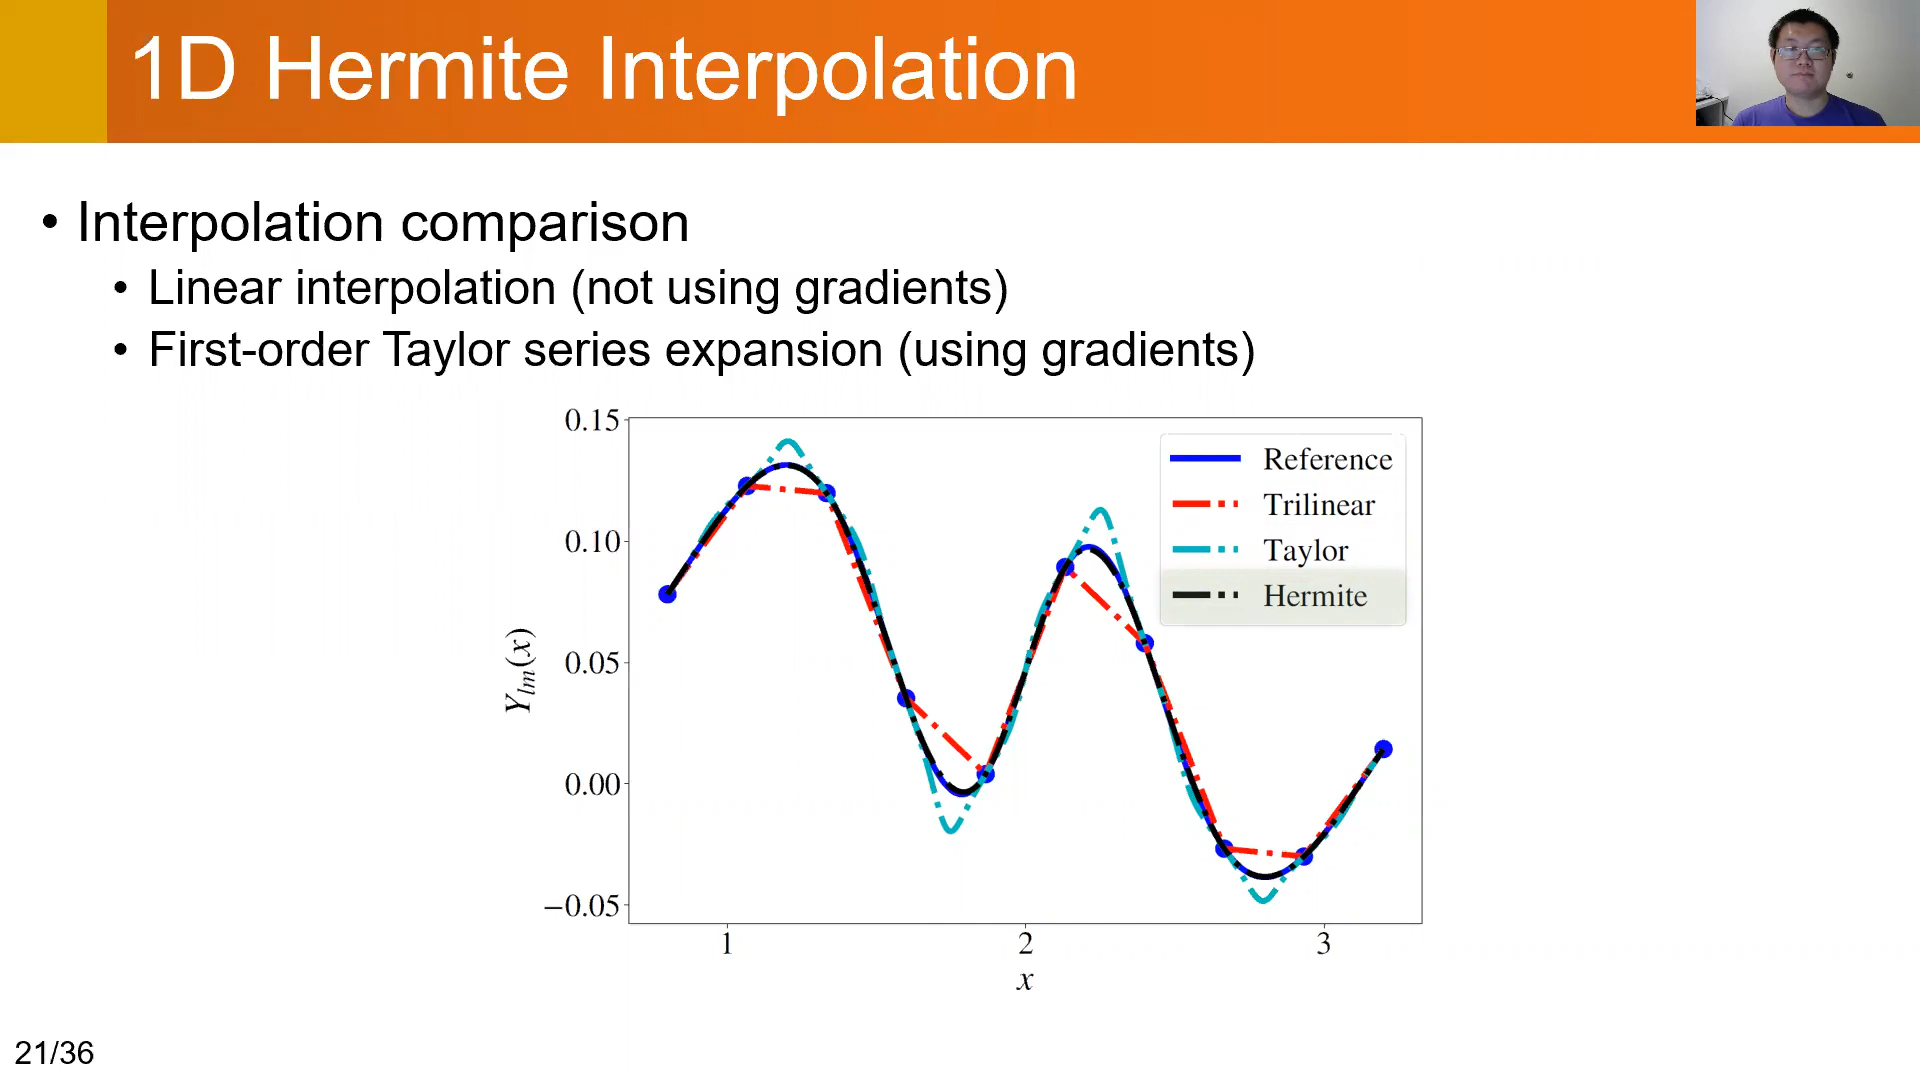 1D Hermite Interpolation
• Interpolation comparison
• Linear interpolation (not using gradients)
• First-order Taylor series expansion (using gradients)
0.15
0.10
0.05
0.00
−0.05
Y_lm(x)
Reference
Trilinear
Taylor
Hermite
1 2 3
x
21/36